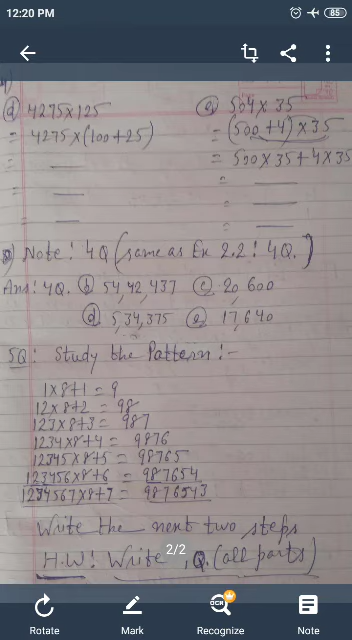 12:20 PM 85
(d) 4275×125
= 4275×(100+25)
=
=
=
(e) 504×35
= (500+4)×35
= 500×35+4×35
=
=
=
Note! 4Q (same as Ex 2.2! 4Q.)
Ans: 4Q. (b) 54,42,437 (c) 20,600
(d) 5,34,375 (e) 17,640
5Q: Study the Pattern:-
1×8+1 = 9
12×8+2 = 98
123×8+3 = 987
1234×8+4 = 9876
12345×8+5 = 98765
123456×8+6 = 987654
1234567×8+7 = 9876543
Write the next two steps
H.W! Write Q. (all parts)
2/2
Rotate Mark Recognize Note
OCR